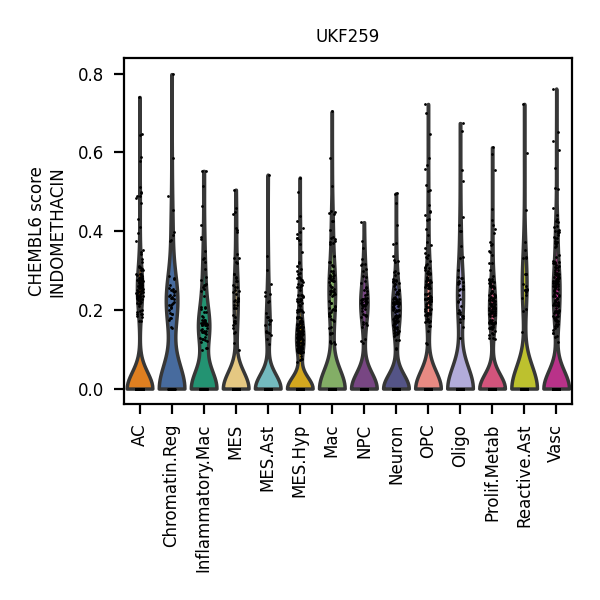 UKF259
CHEMBL6 score
INDOMETHACIN
0.8
0.6
0.4
0.2
0.0
AC
Chromatin.Reg
Inflammatory.Mac
MES
MES.Ast
MES.Hyp
Mac
NPC
Neuron
OPC
Oligo
Prolif.Metab
Reactive.Ast
Vasc